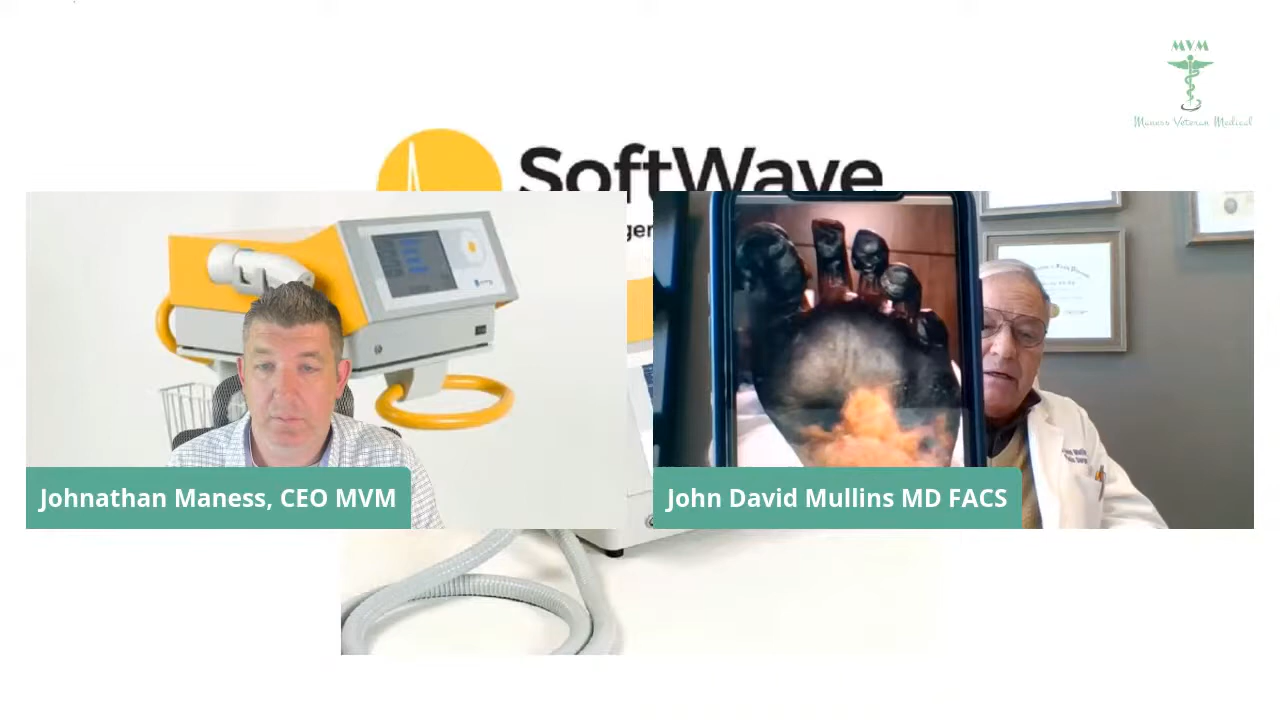 MVM
Maness Veteran Medical
SoftWave
Johnathan Maness, CEO MVM
John David Mullins MD FACS